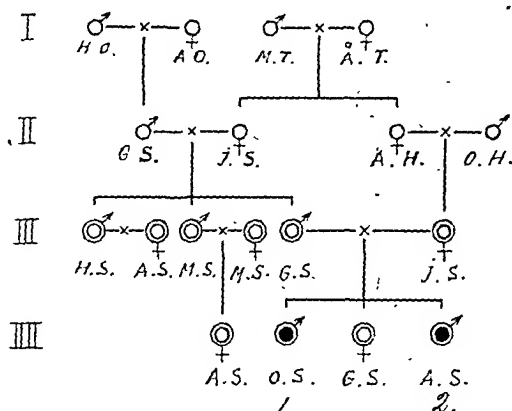 I
H O. A O. M.T. Å. T.
II
G S. J. S. Å. H. O. H.
III
H.S. A.S. M.S. M.S. G.S. J. S.
IIII
A.S. O.S. G.S. A.S.
1 2.